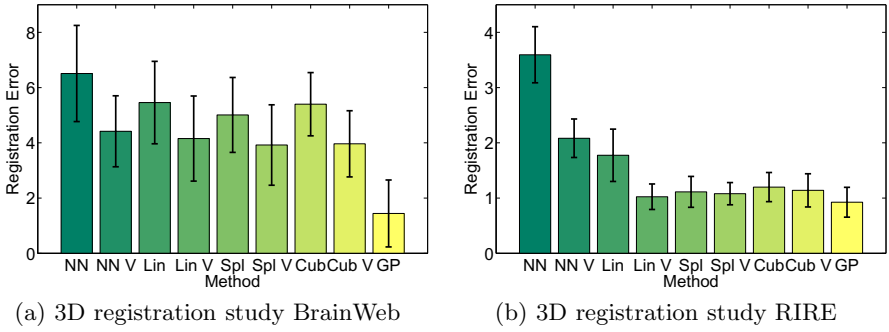 8
6
4
2
0
Registration Error
NN NN V Lin Lin V Spl Spl V Cub Cub V GP
Method
(a) 3D registration study BrainWeb
4
3
2
1
0
Registration Error
NN NN V Lin Lin V Spl Spl V Cub Cub V GP
Method
(b) 3D registration study RIRE